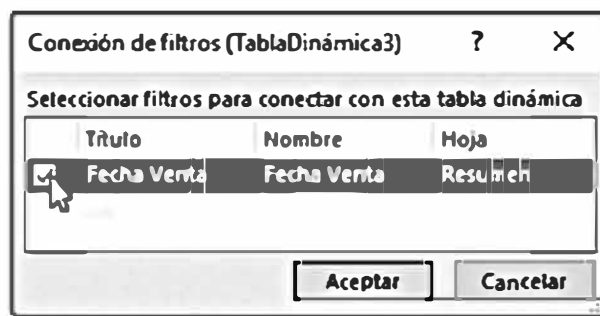 Conexión de filtros (TablaDinámica3) ? X
Seleccionar filtros para conectar con esta tabla dinámica
Título Nombre Hoja
Fecha Venta Fecha Venta Resumen
Aceptar Cancelar